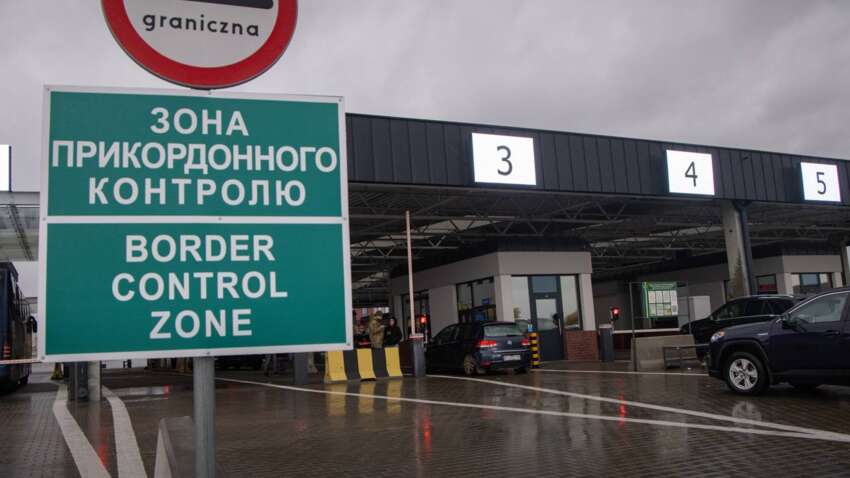 graniczna
ЗОНА
ПРИКОРДОННОГО
КОНТРОЛЮ
BORDER
CONTROL
ZONE
3
4
5